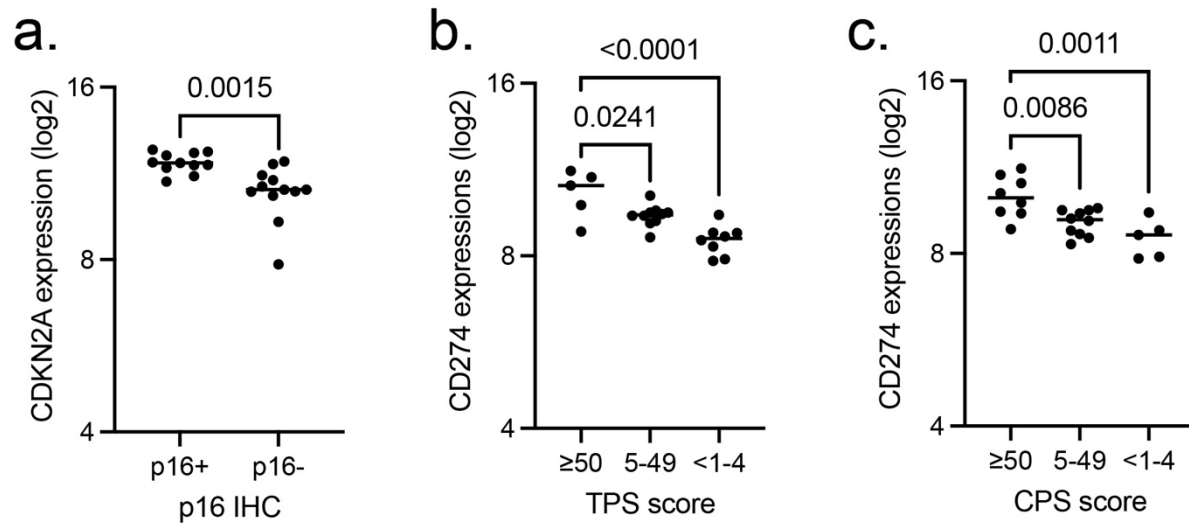 a.
CDKN2A expression (log2)
16
8
4
0.0015
p16+ p16-
p16 IHC
b.
CD274 expressions (log2)
16
8
4
<0.0001
0.0241
≥50 5-49 <1-4
TPS score
c.
CD274 expressions (log2)
16
8
4
0.0011
0.0086
≥50 5-49 <1-4
CPS score